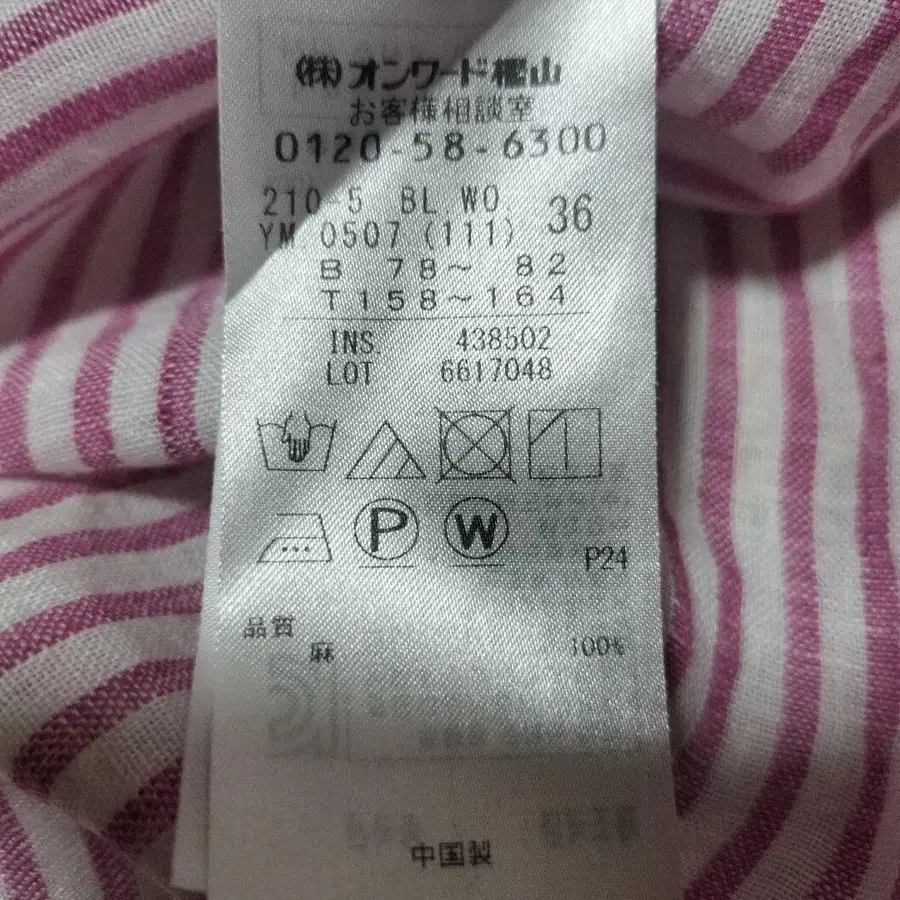 (株)オンワード樫山
お客様相談室
0120-58-6300
210-5 BL WO 36
YM 0507 (111)
B 78~ 82
T158~164
INS. 438502
LOT 6617048
P W
P24
品質
麻 100%
中国製